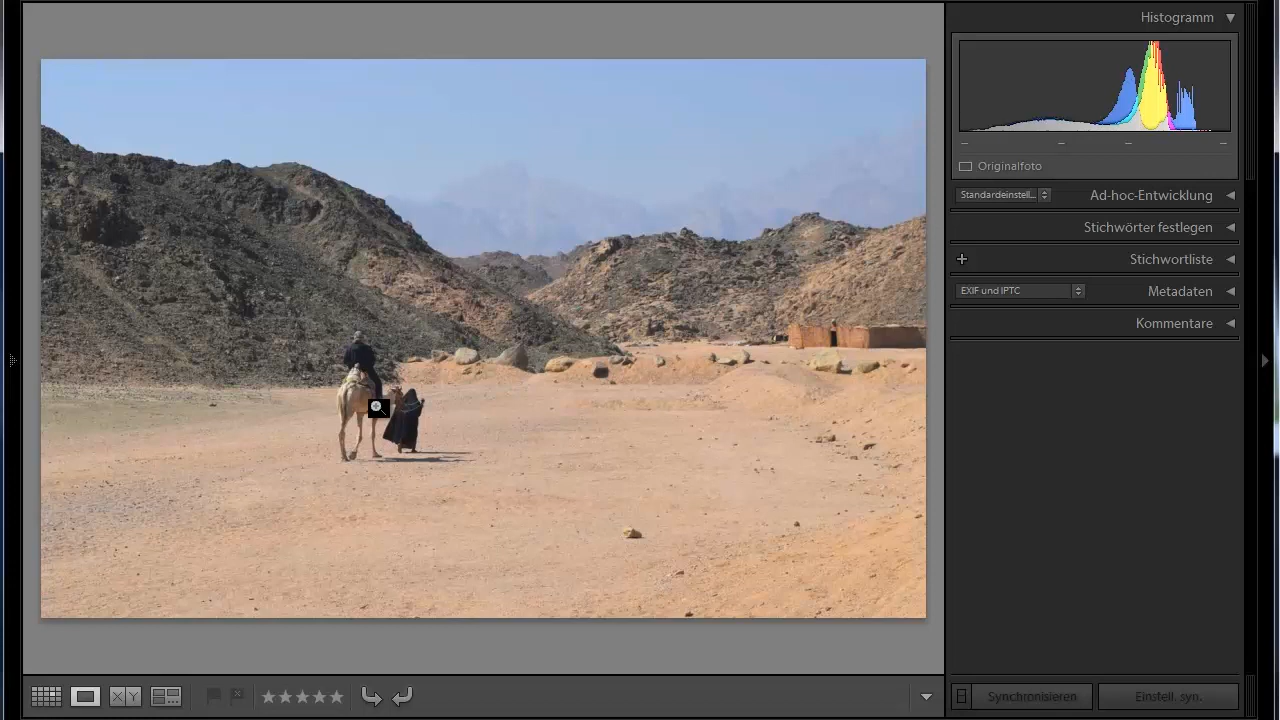 Histogramm
Originalfoto
Standardeinstell...
Ad-hoc-Entwicklung
Stichwörter festlegen
Stichwortliste
EXIF und IPTC
Metadaten
Kommentare
X Y
Synchronisieren
Einstell. syn.